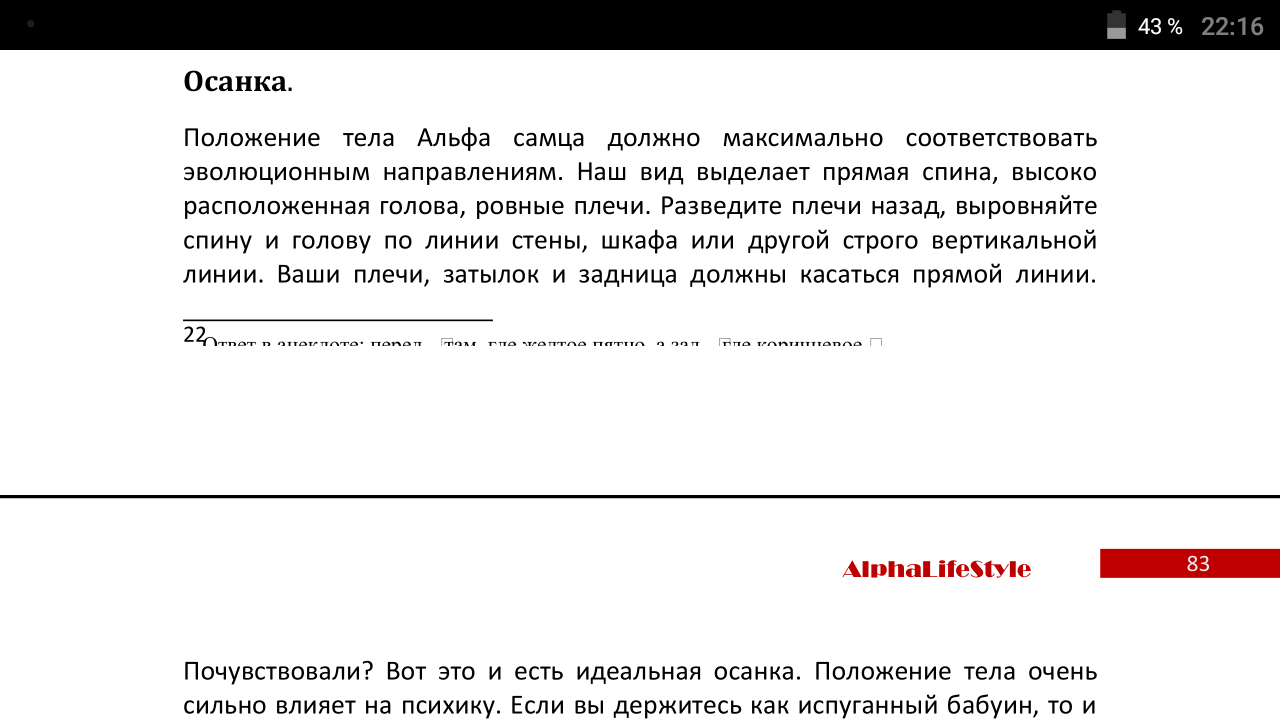 43 % 22:16
Осанка.
Положение тела Альфа самца должно максимально соответствовать
эволюционным направлениям. Наш вид выделает прямая спина, высоко
расположенная голова, ровные плечи. Разведите плечи назад, выровняйте
спину и голову по линии стены, шкафа или другой строго вертикальной
линии. Ваши плечи, затылок и задница должны касаться прямой линии.
22 Ответ в анекдоте: перед там, где желтое пятно, а зад где коричневое
AlphaLifeStyle 83
Почувствовали? Вот это и есть идеальная осанка. Положение тела очень
сильно влияет на психику. Если вы держитесь как испуганный бабуин, то и